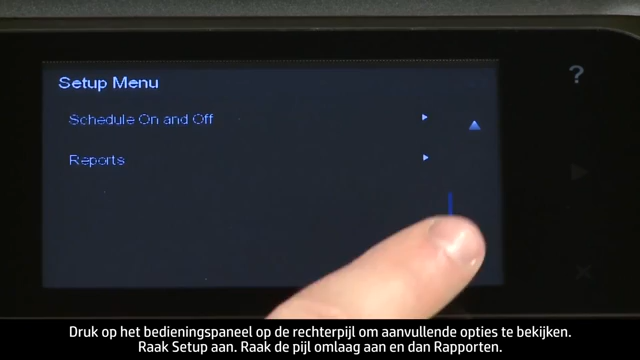 Setup Menu
?
Schedule On and Off
Reports
Druk op het bedieningspaneel op de rechterpijl om aanvullende opties te bekijken.
Raak Setup aan. Raak de pijl omlaag aan en dan Rapporten.